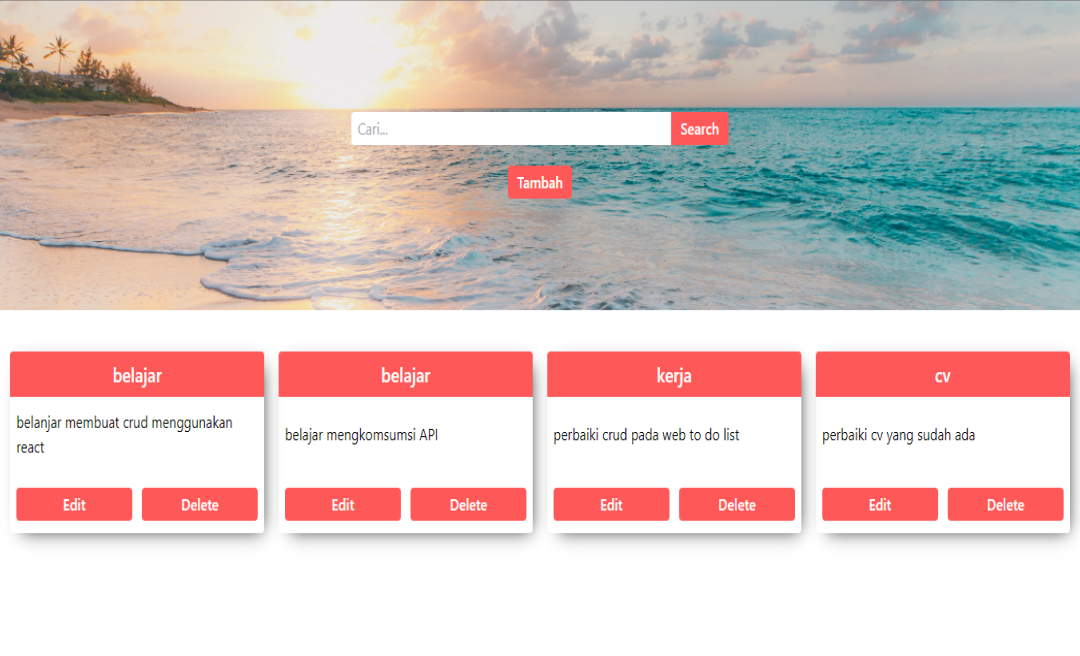 Cari...
Search
Tambah
belajar
belanjar membuat crud menggunakan
react
Edit
Delete
belajar
belajar mengkomsumsi API
Edit
Delete
kerja
perbaiki crud pada web to do list
Edit
Delete
cv
perbaiki cv yang sudah ada
Edit
Delete